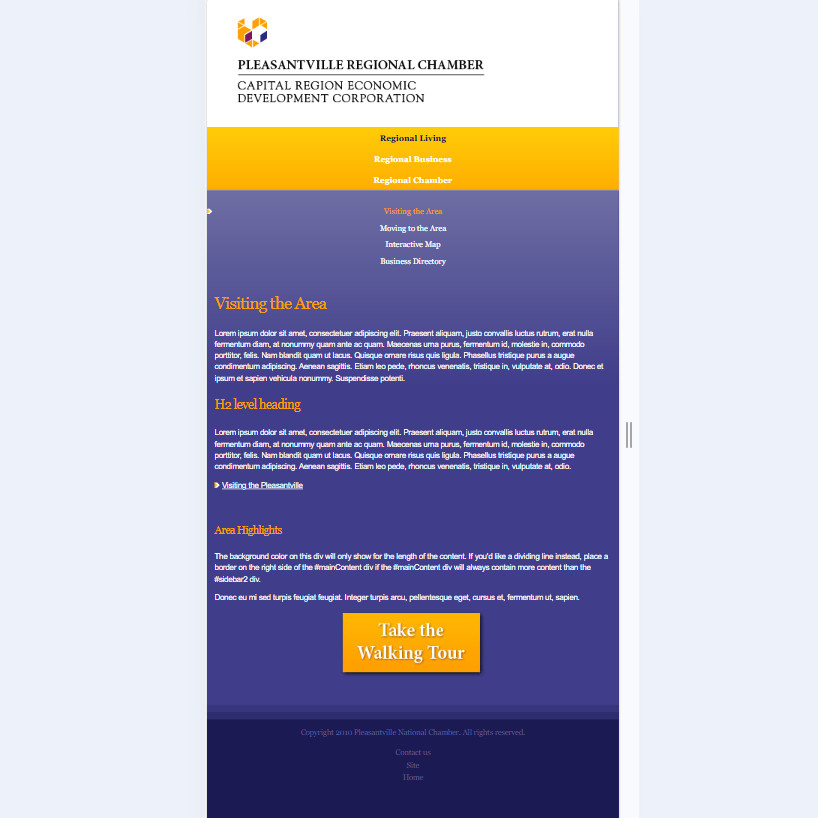 PLEASANTVILLE REGIONAL CHAMBER
CAPITAL REGION ECONOMIC
DEVELOPMENT CORPORATION
Regional Living
Regional Business
Regional Chamber
Visiting the Area
Moving to the Area
Interactive Map
Business Directory
Visiting the Area
Lorem ipsum dolor sit amet, consectetuer adipiscing elit. Praesent aliquam, justo convallis luctus rutrum, erat nulla
fermentum diam, at nonummy quam ante ac quam. Maecenas urna purus, fermentum id, molestie in, commodo
porttitor, felis. Nam blandit quam ut lacus. Quisque ornare risus quis ligula. Phasellus tristique purus a augue
condimentum adipiscing. Aenean sagittis. Etiam leo pede, rhoncus venenatis, tristique in, vulputate at, odio. Donec et
ipsum et sapien vehicula nonummy. Suspendisse potenti.
H2 level heading
Lorem ipsum dolor sit amet, consectetuer adipiscing elit. Praesent aliquam, justo convallis luctus rutrum, erat nulla
fermentum diam, at nonummy quam ante ac quam. Maecenas urna purus, fermentum id, molestie in, commodo
porttitor, felis. Nam blandit quam ut lacus. Quisque ornare risus quis ligula. Phasellus tristique purus a augue
condimentum adipiscing. Aenean sagittis. Etiam leo pede, rhoncus venenatis, tristique in, vulputate at, odio.
Visiting the Pleasantville
Area Highlights
The background color on this div will only show for the length of the content. If you'd like a dividing line instead, place a
border on the right side of the #mainContent div if the #mainContent div will always contain more content than the
#sidebar2 div.
Donec eu mi sed turpis feugiat feugiat. Integer turpis arcu, pellentesque eget, cursus et, fermentum ut, sapien.
Take the
Walking Tour
Copyright 2010 Pleasantville National Chamber. All rights reserved.
Contact us
Site
Home